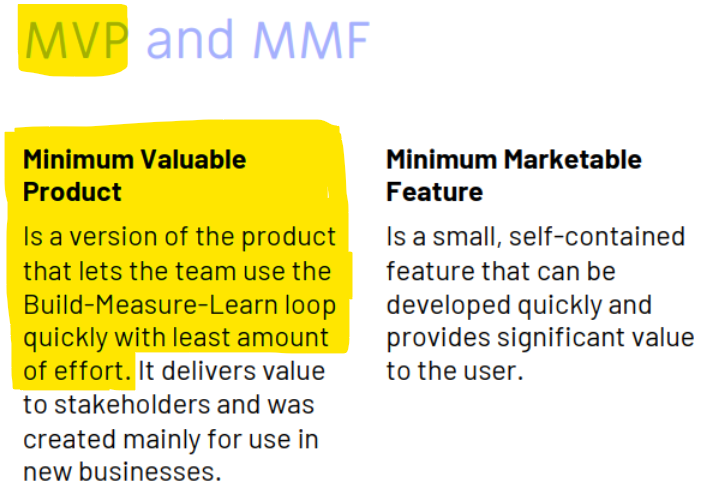 MVP and MMF
Minimum Valuable
Product
Is a version of the product
that lets the team use the
Build-Measure-Learn loop
quickly with least amount
of effort. It delivers value
to stakeholders and was
created mainly for use in
new businesses.
Minimum Marketable
Feature
Is a small, self-contained
feature that can be
developed quickly and
provides significant value
to the user.